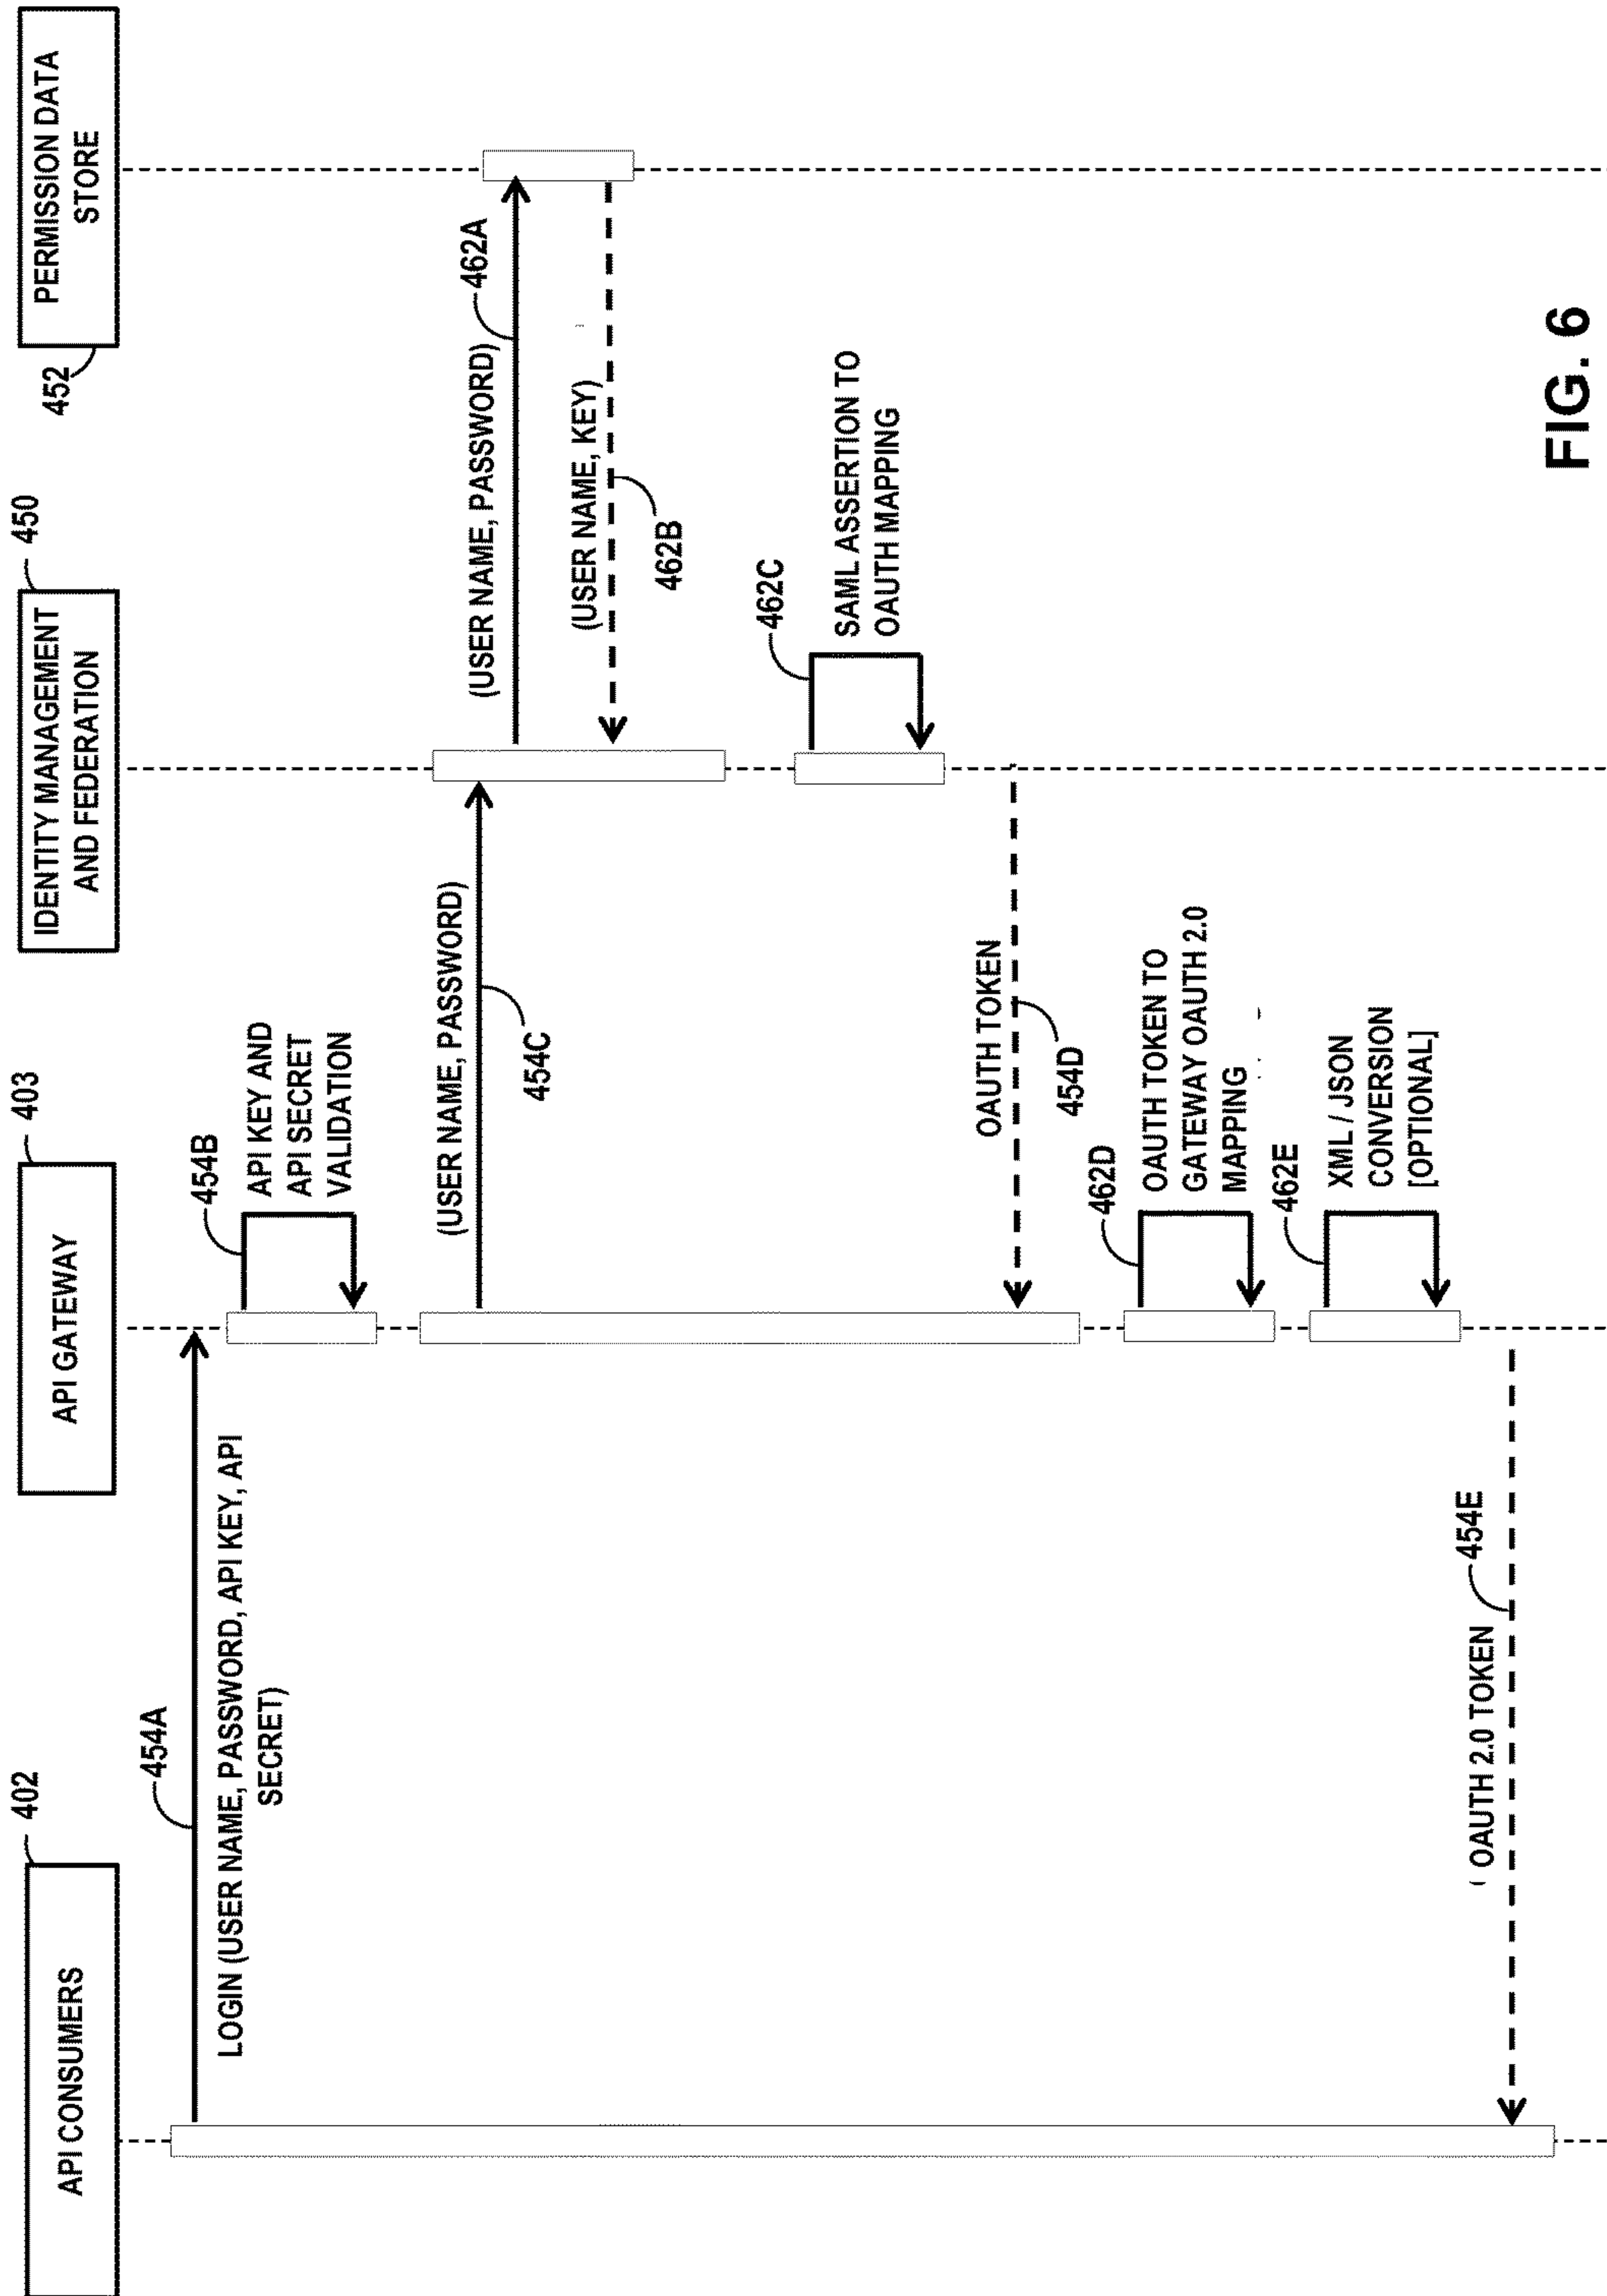 402
API CONSUMERS
403
API GATEWAY
450
IDENTITY MANAGEMENT
AND FEDERATION
452
PERMISSION DATA
STORE
454A
LOGIN (USER NAME, PASSWORD, API KEY, API
SECRET)
454B
API KEY AND
API SECRET
VALIDATION
(USER NAME, PASSWORD)
454C
(USER NAME, PASSWORD)
462A
(USER NAME, KEY)
462B
462C
SAML ASSERTION TO
OAUTH MAPPING
OAUTH TOKEN
454D
462D
OAUTH TOKEN TO
GATEWAY OAUTH 2.0
MAPPING
462E
XML / JSON
CONVERSION
[OPTIONAL]
( OAUTH 2.0 TOKEN
454E
FIG. 6